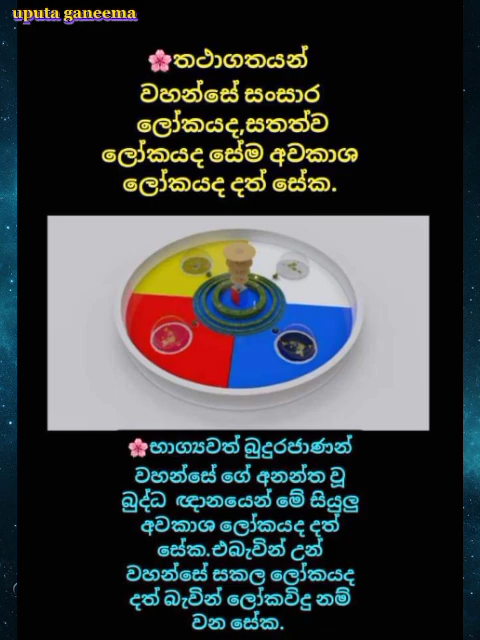 uputa ganeema
🌸තථාගතයන්
වහන්සේ සංසාර
ලෝකයද,සතත්ව
ලෝකයද සේම අවකාශ
ලෝකයද දත් සේක.
🌸භාග්‍යවත් බුදුරජාණන්
වහන්සේ ගේ අනන්ත වූ
බුද්ධ ඥානයෙන් මේ සියුලු
අවකාශ ලෝකයද දත්
සේක.එබැවින් උන්
වහන්සේ සකල ලෝකයද
දත් බැවින් ලෝකවිදු නම්
වන සේක.